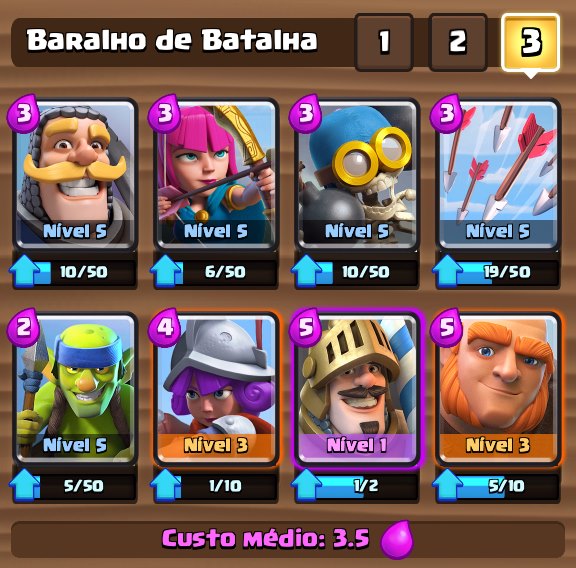 Baralho de Batalha 1 2 3
3 3 3 3
Nível 5 Nível 5 Nível 5 Nível 5
10/50 6/50 10/50 19/50
2 4 5 5
Nível 5 Nível 3 Nível 1 Nível 3
5/50 1/10 1/2 5/10
Custo médio: 3.5